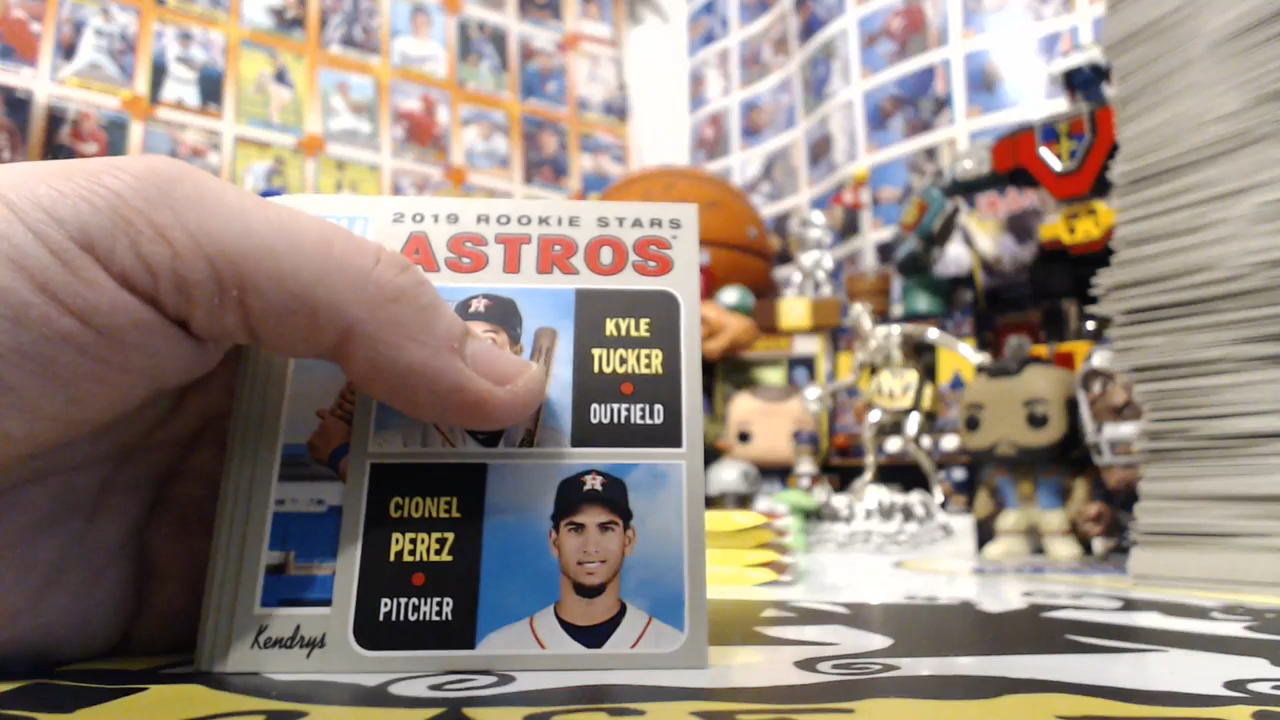 2019 ROOKIE STARS
ASTROS
KYLE
TUCKER
OUTFIELD
CIONEL
PEREZ
PITCHER
Kendrys